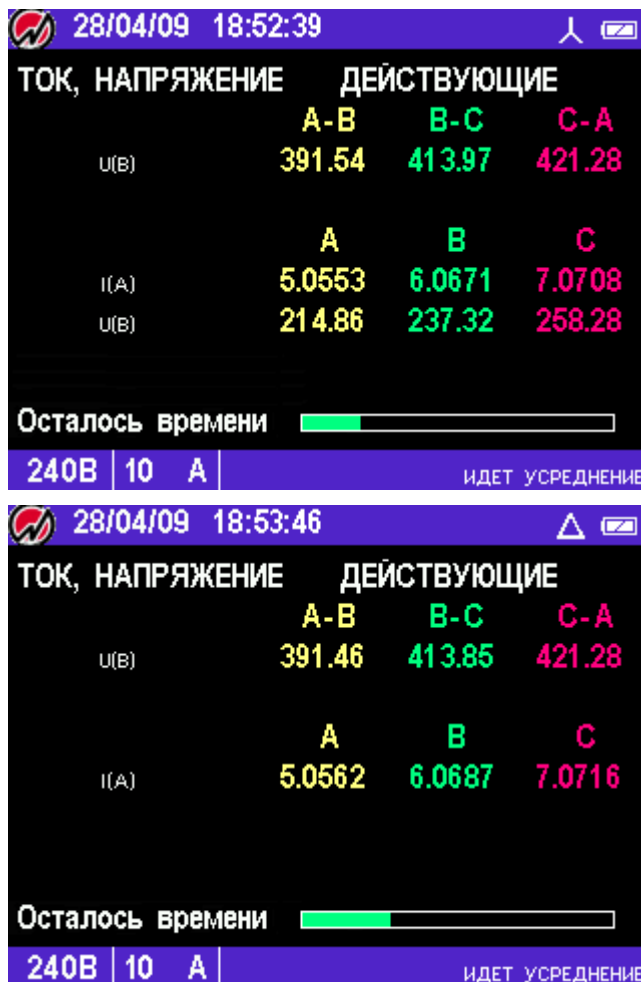 28/04/09 18:52:39
ТОК, НАПРЯЖЕНИЕ ДЕЙСТВУЮЩИЕ
A-B B-C C-A
U(B) 391.54 413.97 421.28
A B C
I(A) 5.0553 6.0671 7.0708
U(B) 214.86 237.32 258.28
Осталось времени
240В 10 А ИДЕТ УСРЕДНЕНИЕ
28/04/09 18:53:46
ТОК, НАПРЯЖЕНИЕ ДЕЙСТВУЮЩИЕ
A-B B-C C-A
U(B) 391.46 413.85 421.28
A B C
I(A) 5.0562 6.0687 7.0716
Осталось времени
240В 10 А ИДЕТ УСРЕДНЕНИЕ